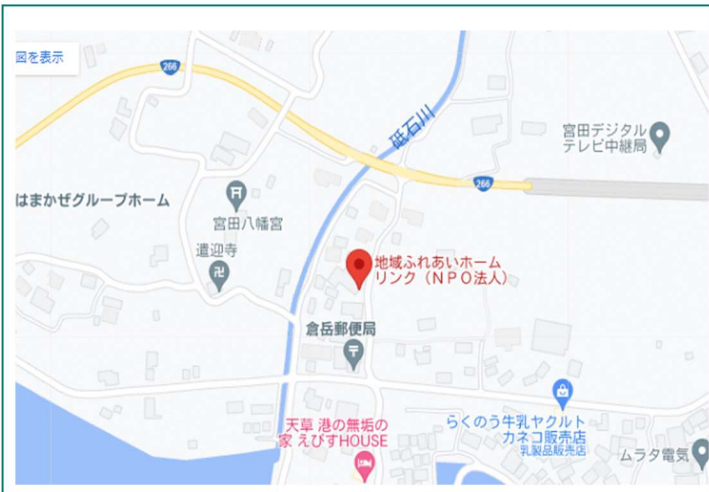 図を表示
266
砥石川
宮田デジタル
テレビ中継局
266
はまかぜグループホーム
宮田八幡宮
遣迎寺
地域ふれあいホーム
リンク（NPO法人）
倉岳郵便局
らくのう牛乳ヤクルト
カネコ販売店
乳製品販売店
天草 港の無垢の
家 えびすHOUSE
ムラタ電気